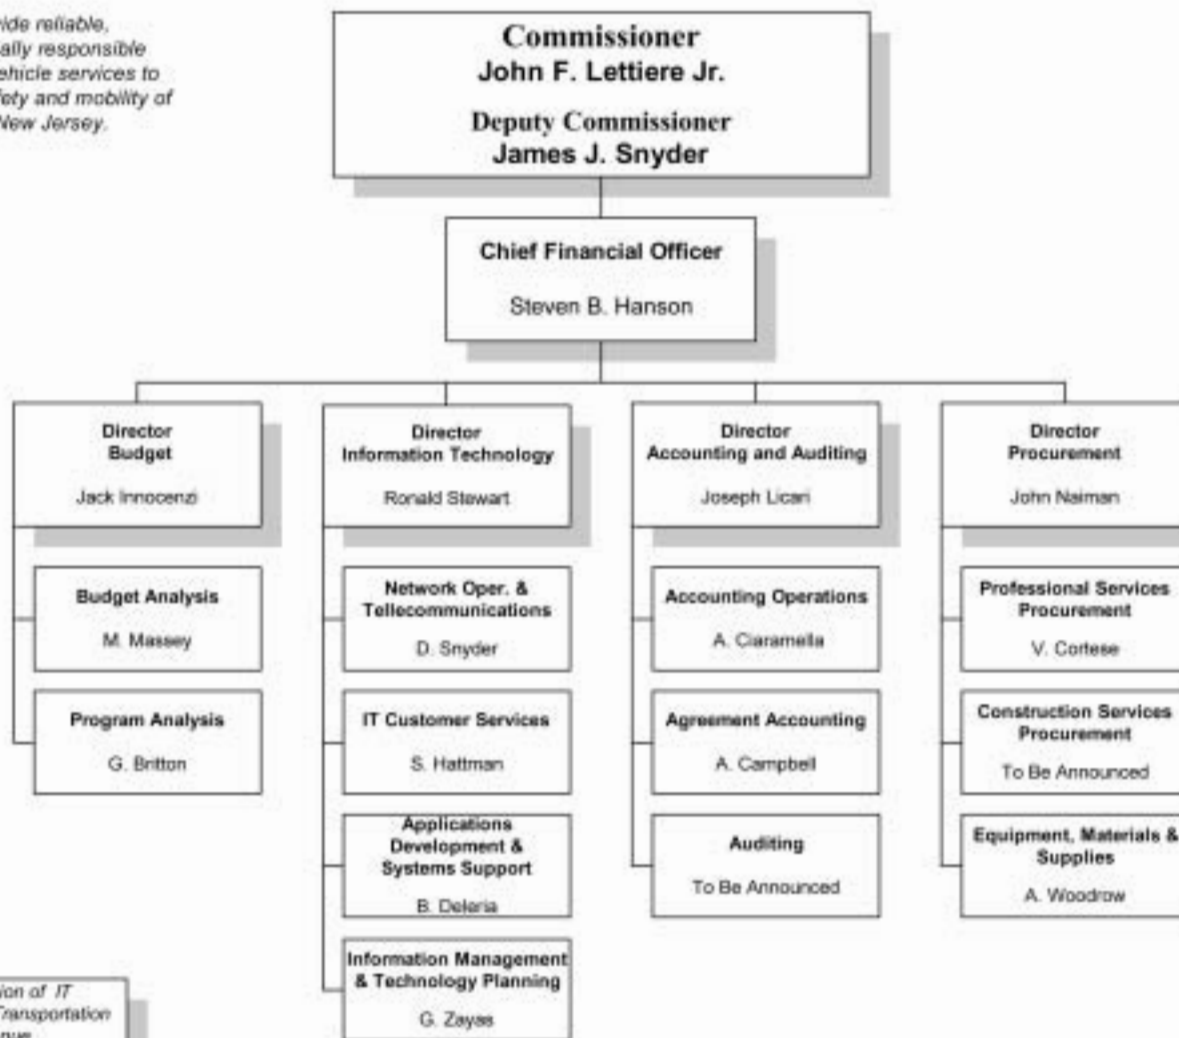 ride reliable,
ally responsible
ehicle services to
fety and mobility of
New Jersey.
Commissioner
John F. Lettiere Jr.
Deputy Commissioner
James J. Snyder
Chief Financial Officer
Steven B. Hanson
Director
Budget
Jack Innocenzi
Budget Analysis
M. Massey
Program Analysis
G. Britton
Director
Information Technology
Ronald Stewart
Network Oper. &
Tellecommunications
D. Snyder
IT Customer Services
S. Hattman
Applications
Development &
Systems Support
B. Deleria
Information Management
& Technology Planning
G. Zayas
Director
Accounting and Auditing
Joseph Licari
Accounting Operations
A. Ciaramella
Agreement Accounting
A. Campbell
Auditing
To Be Announced
Director
Procurement
John Naiman
Professional Services
Procurement
V. Cortese
Construction Services
Procurement
To Be Announced
Equipment, Materials &
Supplies
A. Woodrow
ion of IT
Transportation